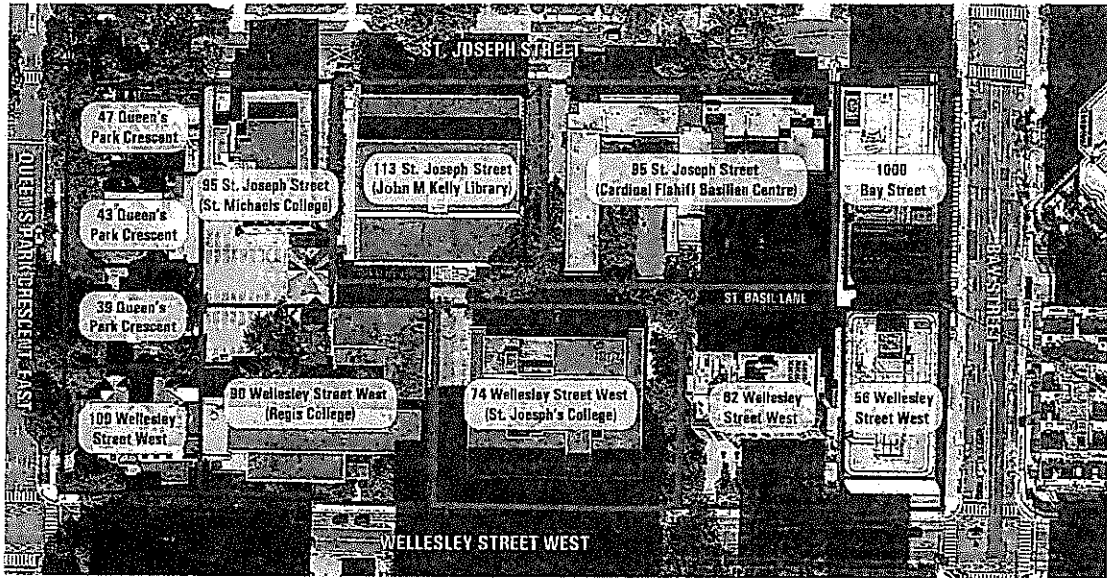 ST. JOSEPH STREET
47 Queen's
Park Crescent
95 St. Joseph Street
(St. Michaels College)
113 St. Joseph Street
(John M Kelly Library)
95 St. Joseph Street
(Cardinal Flahiff Basilian Centre)
1000
Bay Street
43 Queen's
Park Crescent
QUEEN'S PARK CRESCENT EAST
BAY STREET
39 Queen's
Park Crescent
ST. BASIL LANE
100 Wellesley
Street West
90 Wellesley Street West
(Regis College)
74 Wellesley Street West
(St. Joesph's College)
62 Wellesley
Street West
56 Wellesley
Street West
WELLESLEY STREET WEST